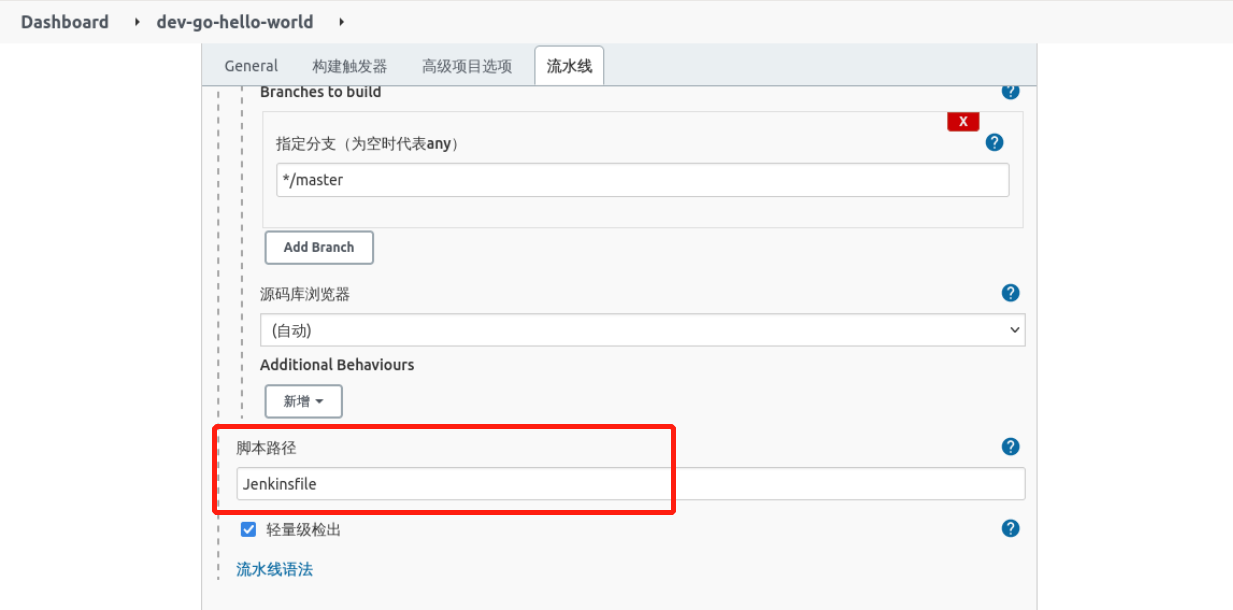 Dashboard dev-go-hello-world
General 构建触发器 高级项目选项 流水线
Branches to build ?
X
指定分支（为空时代表any） ?
*/master
Add Branch
源码库浏览器 ?
(自动)
Additional Behaviours
新增
脚本路径 ?
Jenkinsfile
轻量级检出 ?
流水线语法